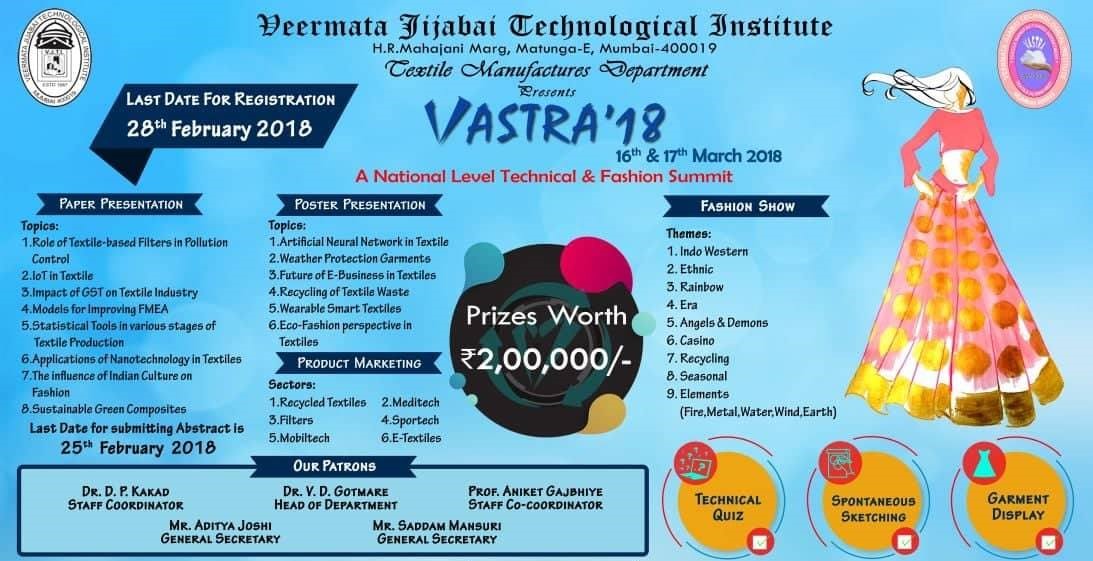 Veermata Jijabai Technological Institute
H.R.Mahajani Marg, Matunga-E, Mumbai-400019
Textile Manufactures Department
Presents
VASTRA'18
16th & 17th March 2018
A National Level Technical & Fashion Summit
VEERMATA JIJABAI TECHNOLOGICAL INSTITUTE
V.J.T.I.
MUMBAI 400019
VASTRA
LAST DATE FOR REGISTRATION
28th February 2018
PAPER PRESENTATION
Topics:
1.Role of Textile-based Filters in Pollution
Control
2.IoT in Textile
3.Impact of GST on Textile Industry
4.Models for Improving FMEA
5.Statistical Tools in various stages of
Textile Production
6.Applications of Nanotechnology in Textiles
7.The influence of Indian Culture on
Fashion
8.Sustainable Green Composites
Last Date for submitting Abstract is
25th February 2018
POSTER PRESENTATION
Topics:
1.Artificial Neural Network in Textile
2.Weather Protection Garments
3.Future of E-Business in Textiles
4.Recycling of Textile Waste
5.Wearable Smart Textiles
6.Eco-Fashion perspective in
Textiles
PRODUCT MARKETING
Sectors:
1.Recycled Textiles 2.Meditech
3.Filters 4.Sportech
5.Mobiltech 6.E-Textiles
Prizes Worth
₹2,00,000/-
FASHION SHOW
Themes:
1. Indo Western
2. Ethnic
3. Rainbow
4. Era
5. Angels & Demons
6. Casino
7. Recycling
8. Seasonal
9. Elements
(Fire,Metal,Water,Wind,Earth)
OUR PATRONS
DR. D. P. KAKAD
STAFF COORDINATOR
DR. V. D. GOTMARE
HEAD OF DEPARTMENT
PROF. ANIKET GAJBHIYE
STAFF CO-COORDINATOR
MR. ADITYA JOSHI
GENERAL SECRETARY
MR. SADDAM MANSURI
GENERAL SECRETARY
TECHNICAL
QUIZ
SPONTANEOUS
SKETCHING
GARMENT
DISPLAY